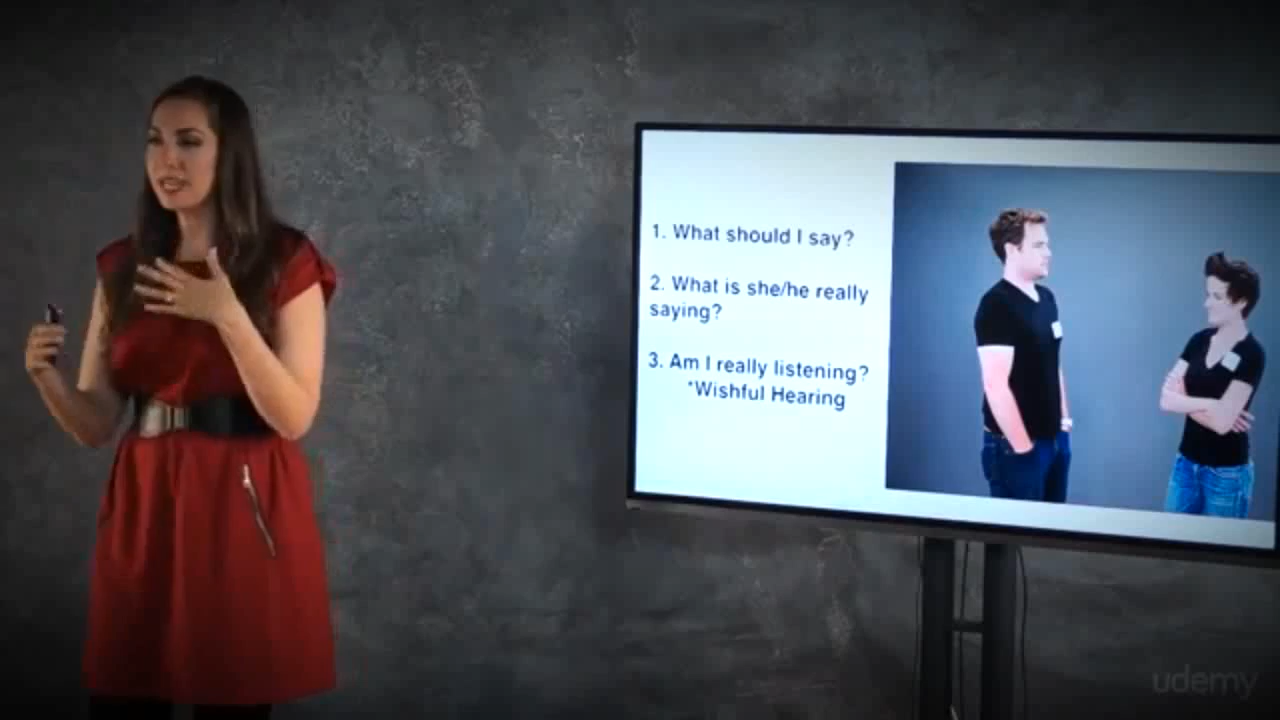 1. What should I say?
2. What is she/he really
saying?
3. Am I really listening?
*Wishful Hearing
udemy